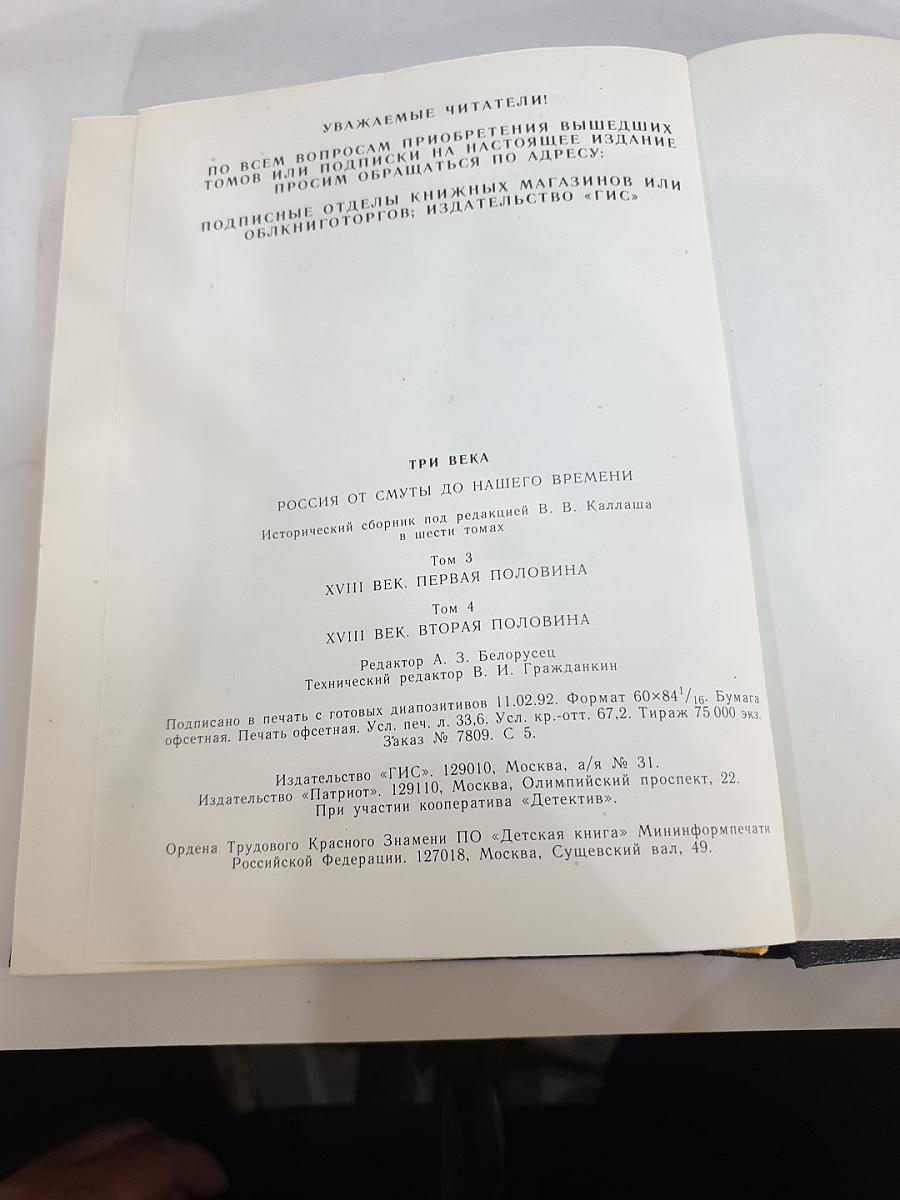 УВАЖАЕМЫЕ ЧИТАТЕЛИ!
ПО ВСЕМ ВОПРОСАМ ПРИОБРЕТЕНИЯ ВЫШЕДШИХ
ТОМОВ ИЛИ ПОДПИСКИ НА НАСТОЯЩЕЕ ИЗДАНИЕ
ПРОСИМ ОБРАЩАТЬСЯ ПО АДРЕСУ:
ПОДПИСНЫЕ ОТДЕЛЫ КНИЖНЫХ МАГАЗИНОВ ИЛИ
ОБЛКНИГОТОРГОВ; ИЗДАТЕЛЬСТВО «ГИС»
ТРИ ВЕКА
РОССИЯ ОТ СМУТЫ ДО НАШЕГО ВРЕМЕНИ
Исторический сборник под редакцией В. В. Каллаша
в шести томах
Том 3
XVIII ВЕК. ПЕРВАЯ ПОЛОВИНА
Том 4
XVIII ВЕК. ВТОРАЯ ПОЛОВИНА
Редактор А. З. Белорусец
Технический редактор В. И. Гражданкин
Подписано в печать с готовых диапозитивов 11.02.92. Формат 60×84¹/₁₆. Бумага
офсетная. Печать офсетная. Усл. печ. л. 33,6. Усл. кр.-отт. 67,2. Тираж 75 000 экз.
Заказ № 7809. С 5.
Издательство «ГИС». 129010, Москва, а/я № 31.
Издательство «Патриот». 129110, Москва, Олимпийский проспект, 22.
При участии кооператива «Детектив».
Ордена Трудового Красного Знамени ПО «Детская книга» Мининформпечати
Российской Федерации. 127018, Москва, Сущевский вал, 49.